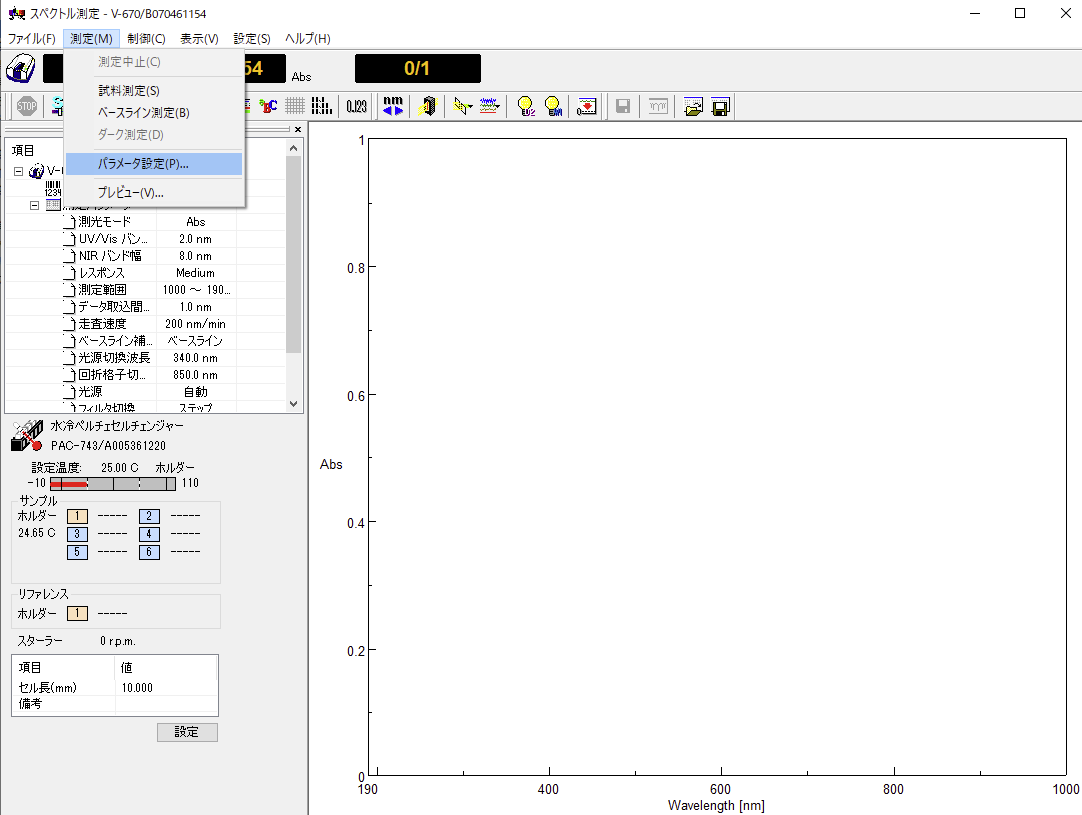 スペクトル測定 - V-670/B070461154
ファイル(F) 測定(M) 制御(C) 表示(V) 設定(S) ヘルプ(H)
54 Abs 0/1
測定中止(C)
試料測定(S)
ベースライン測定(B)
ダーク測定(D)
パラメータ設定(P)...
プレビュー(V)...
STOP 0.123 nm
項目
測光モード Abs
UV/Vis バン... 2.0 nm
NIR バンド幅 8.0 nm
レスポンス Medium
測定範囲 1000 ～ 190...
データ取込間... 1.0 nm
走査速度 200 nm/min
ベースライン補... ベースライン
光源切換波長 340.0 nm
回折格子切... 850.0 nm
光源 自動
フィルタ切換 ステップ
水冷ペルチェセルチェンジャー
PAC-743/A005361220
設定温度: 25.00 C ホルダー
-10 110
サンプル
ホルダー 1 ----- 2 -----
24.65 C 3 ----- 4 -----
5 ----- 6 -----
リファレンス
ホルダー 1 -----
スターラー 0 r.p.m.
項目 値
セル長(mm) 10.000
備考
設定
1
0.8
0.6
Abs
0.4
0.2
0
190 400 600 800 1000
Wavelength [nm]